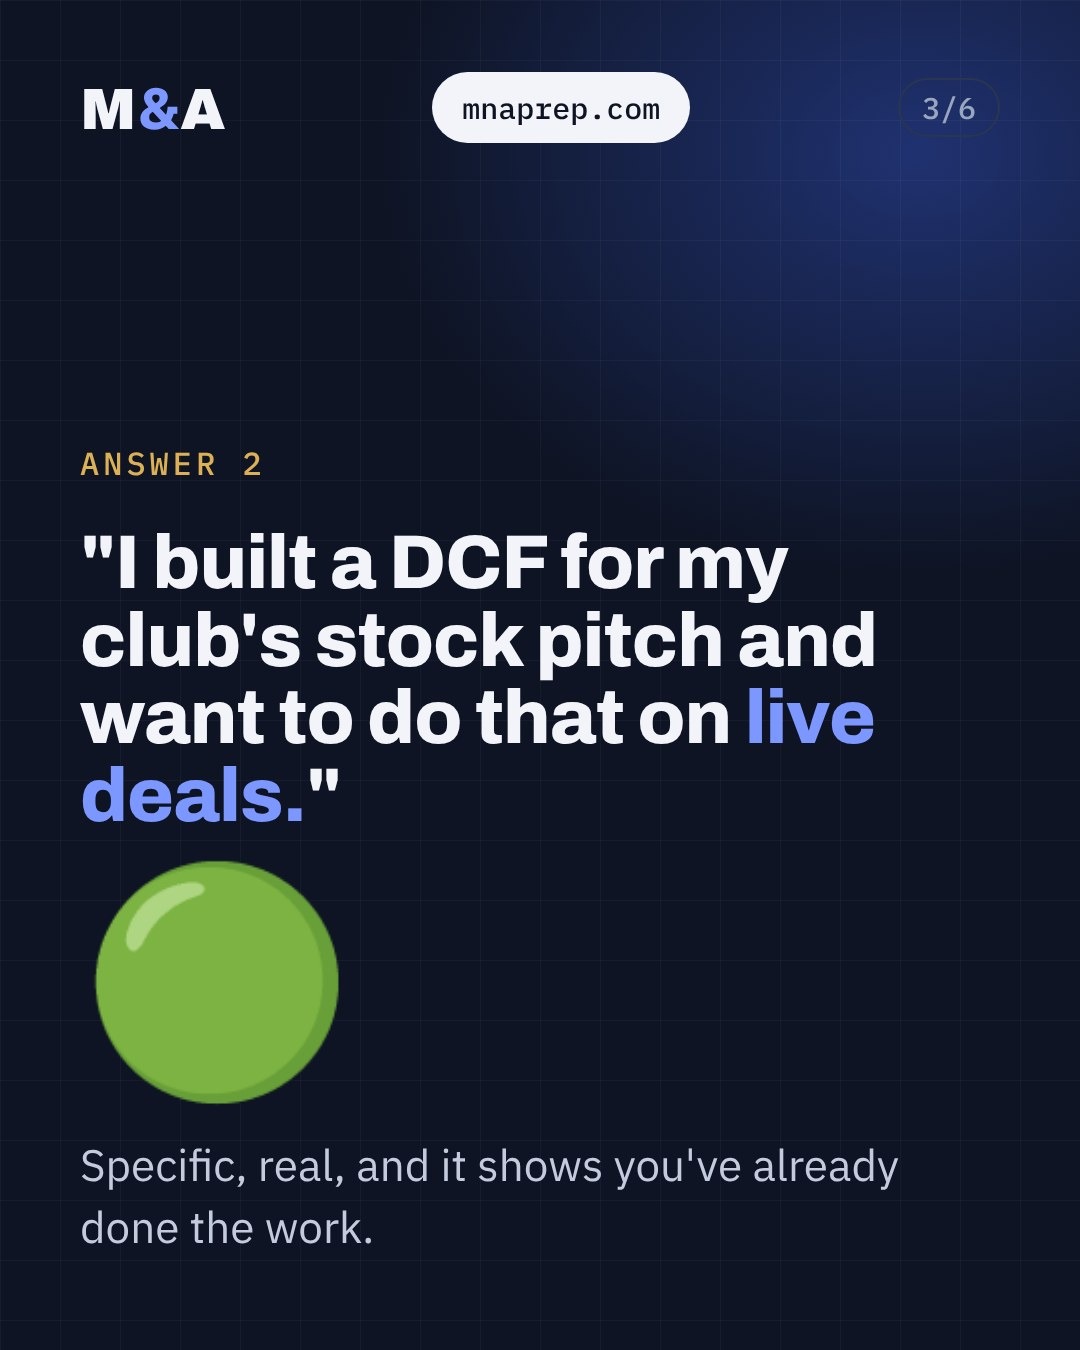 M&A
mnaprep.com
3/6
ANSWER 2
"I built a DCF for my
club's stock pitch and
want to do that on live
deals."
Specific, real, and it shows you've already
done the work.